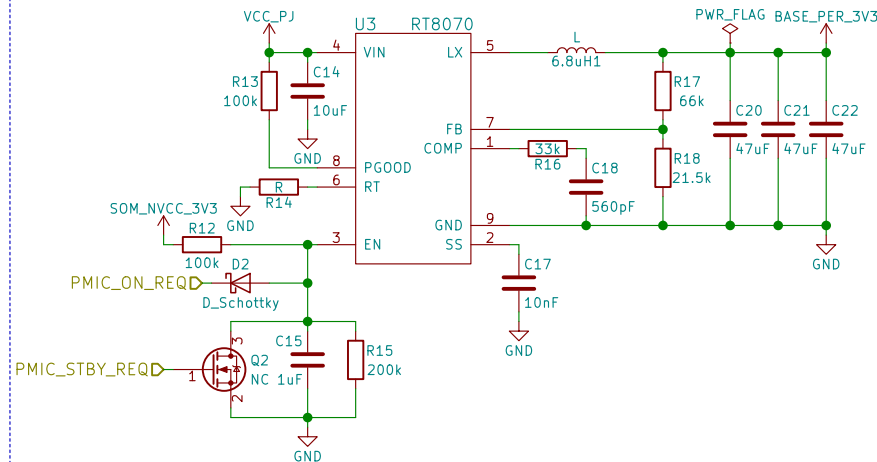 VCC_PJ
U3
RT8070
PWR_FLAG
BASE_PER_3V3
4
VIN
LX
5
L
6.8uH1
R13
100k
C14
10uF
GND
R17
66k
C20
47uF
C21
47uF
C22
47uF
FB
7
COMP
1
33k
R16
8
PGOOD
6
RT
R
R14
GND
C18
560pF
R18
21.5k
SOM_NVCC_3V3
R12
100k
3
EN
GND
9
SS
2
GND
C17
10nF
GND
PMIC_ON_REQ
D2
D_Schottky
PMIC_STBY_REQ
1
3
2
Q2
NC
C15
1uF
R15
200k
GND